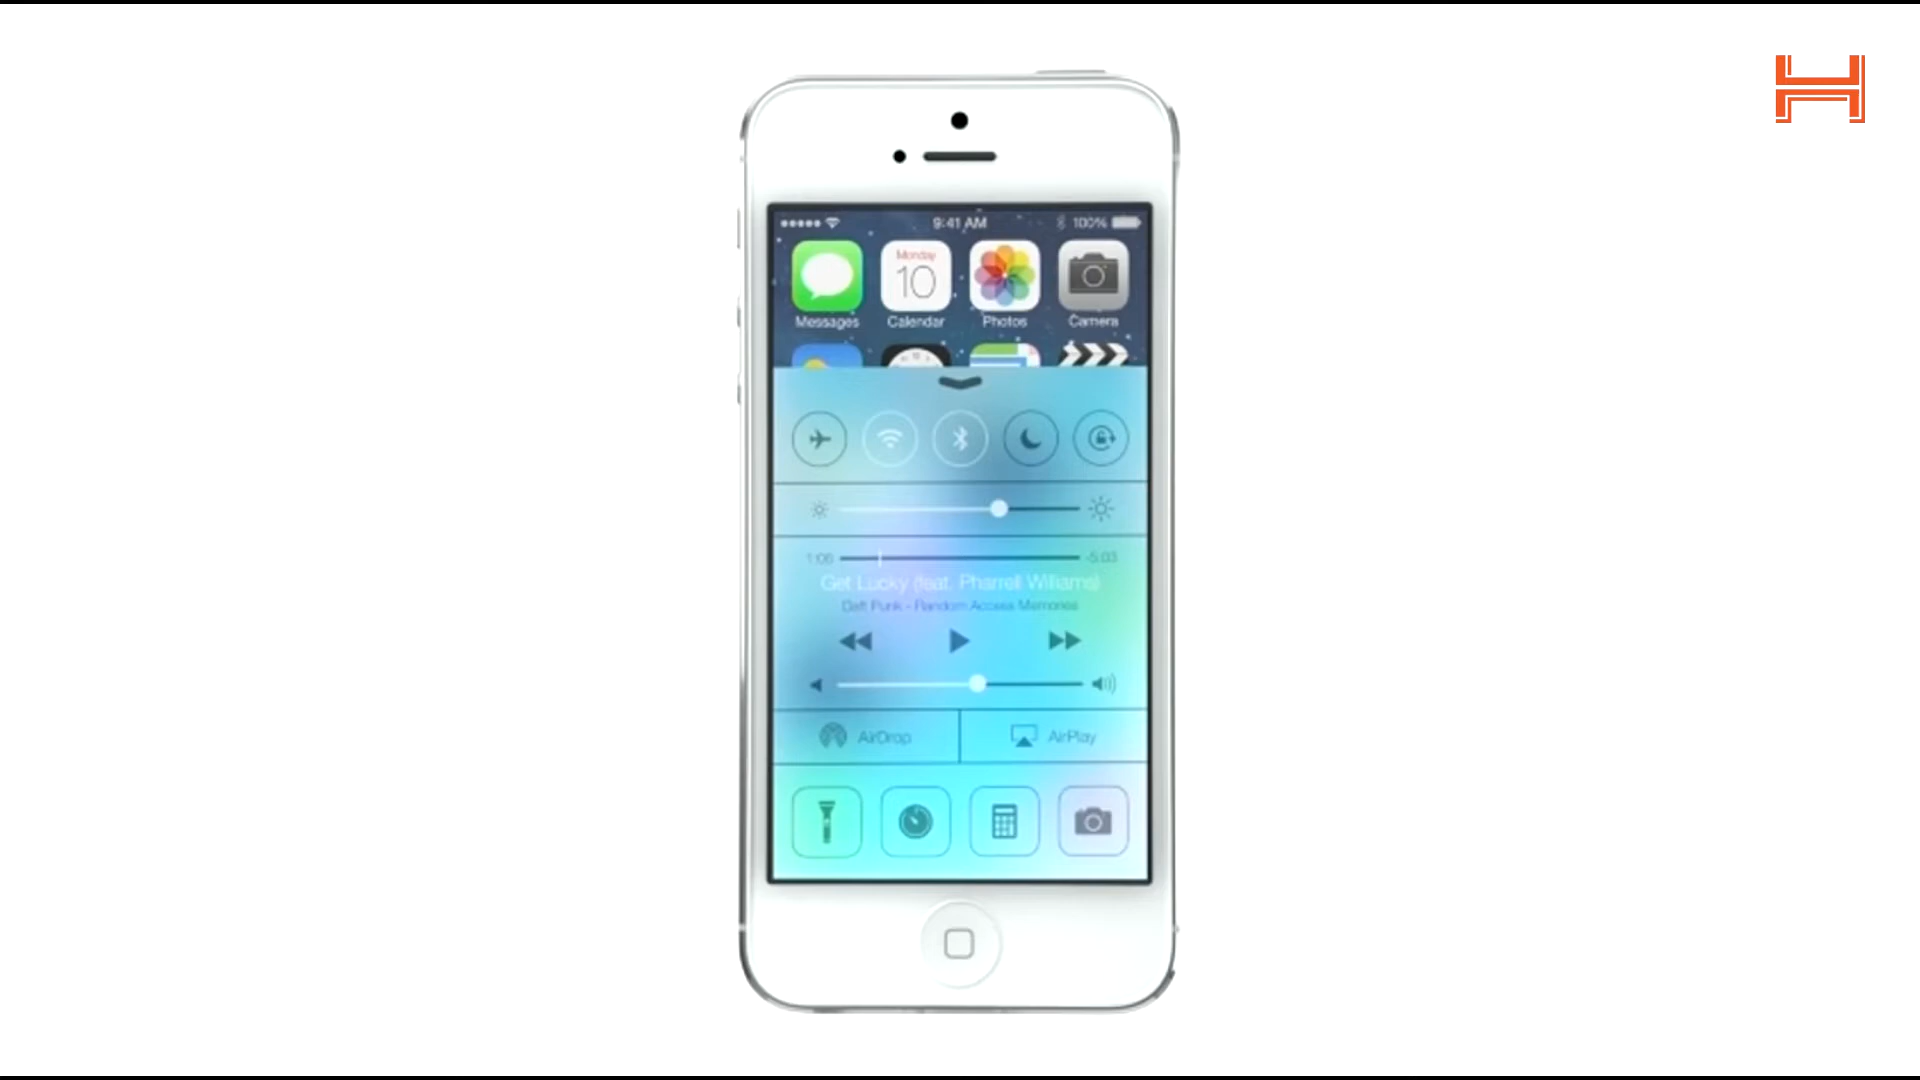 9:41 AM 100%
Monday
10
Messages Calendar Photos Camera
1:06 -5:03
Get Lucky (feat. Pharrell Williams)
Daft Punk - Random Access Memories
AirDrop AirPlay